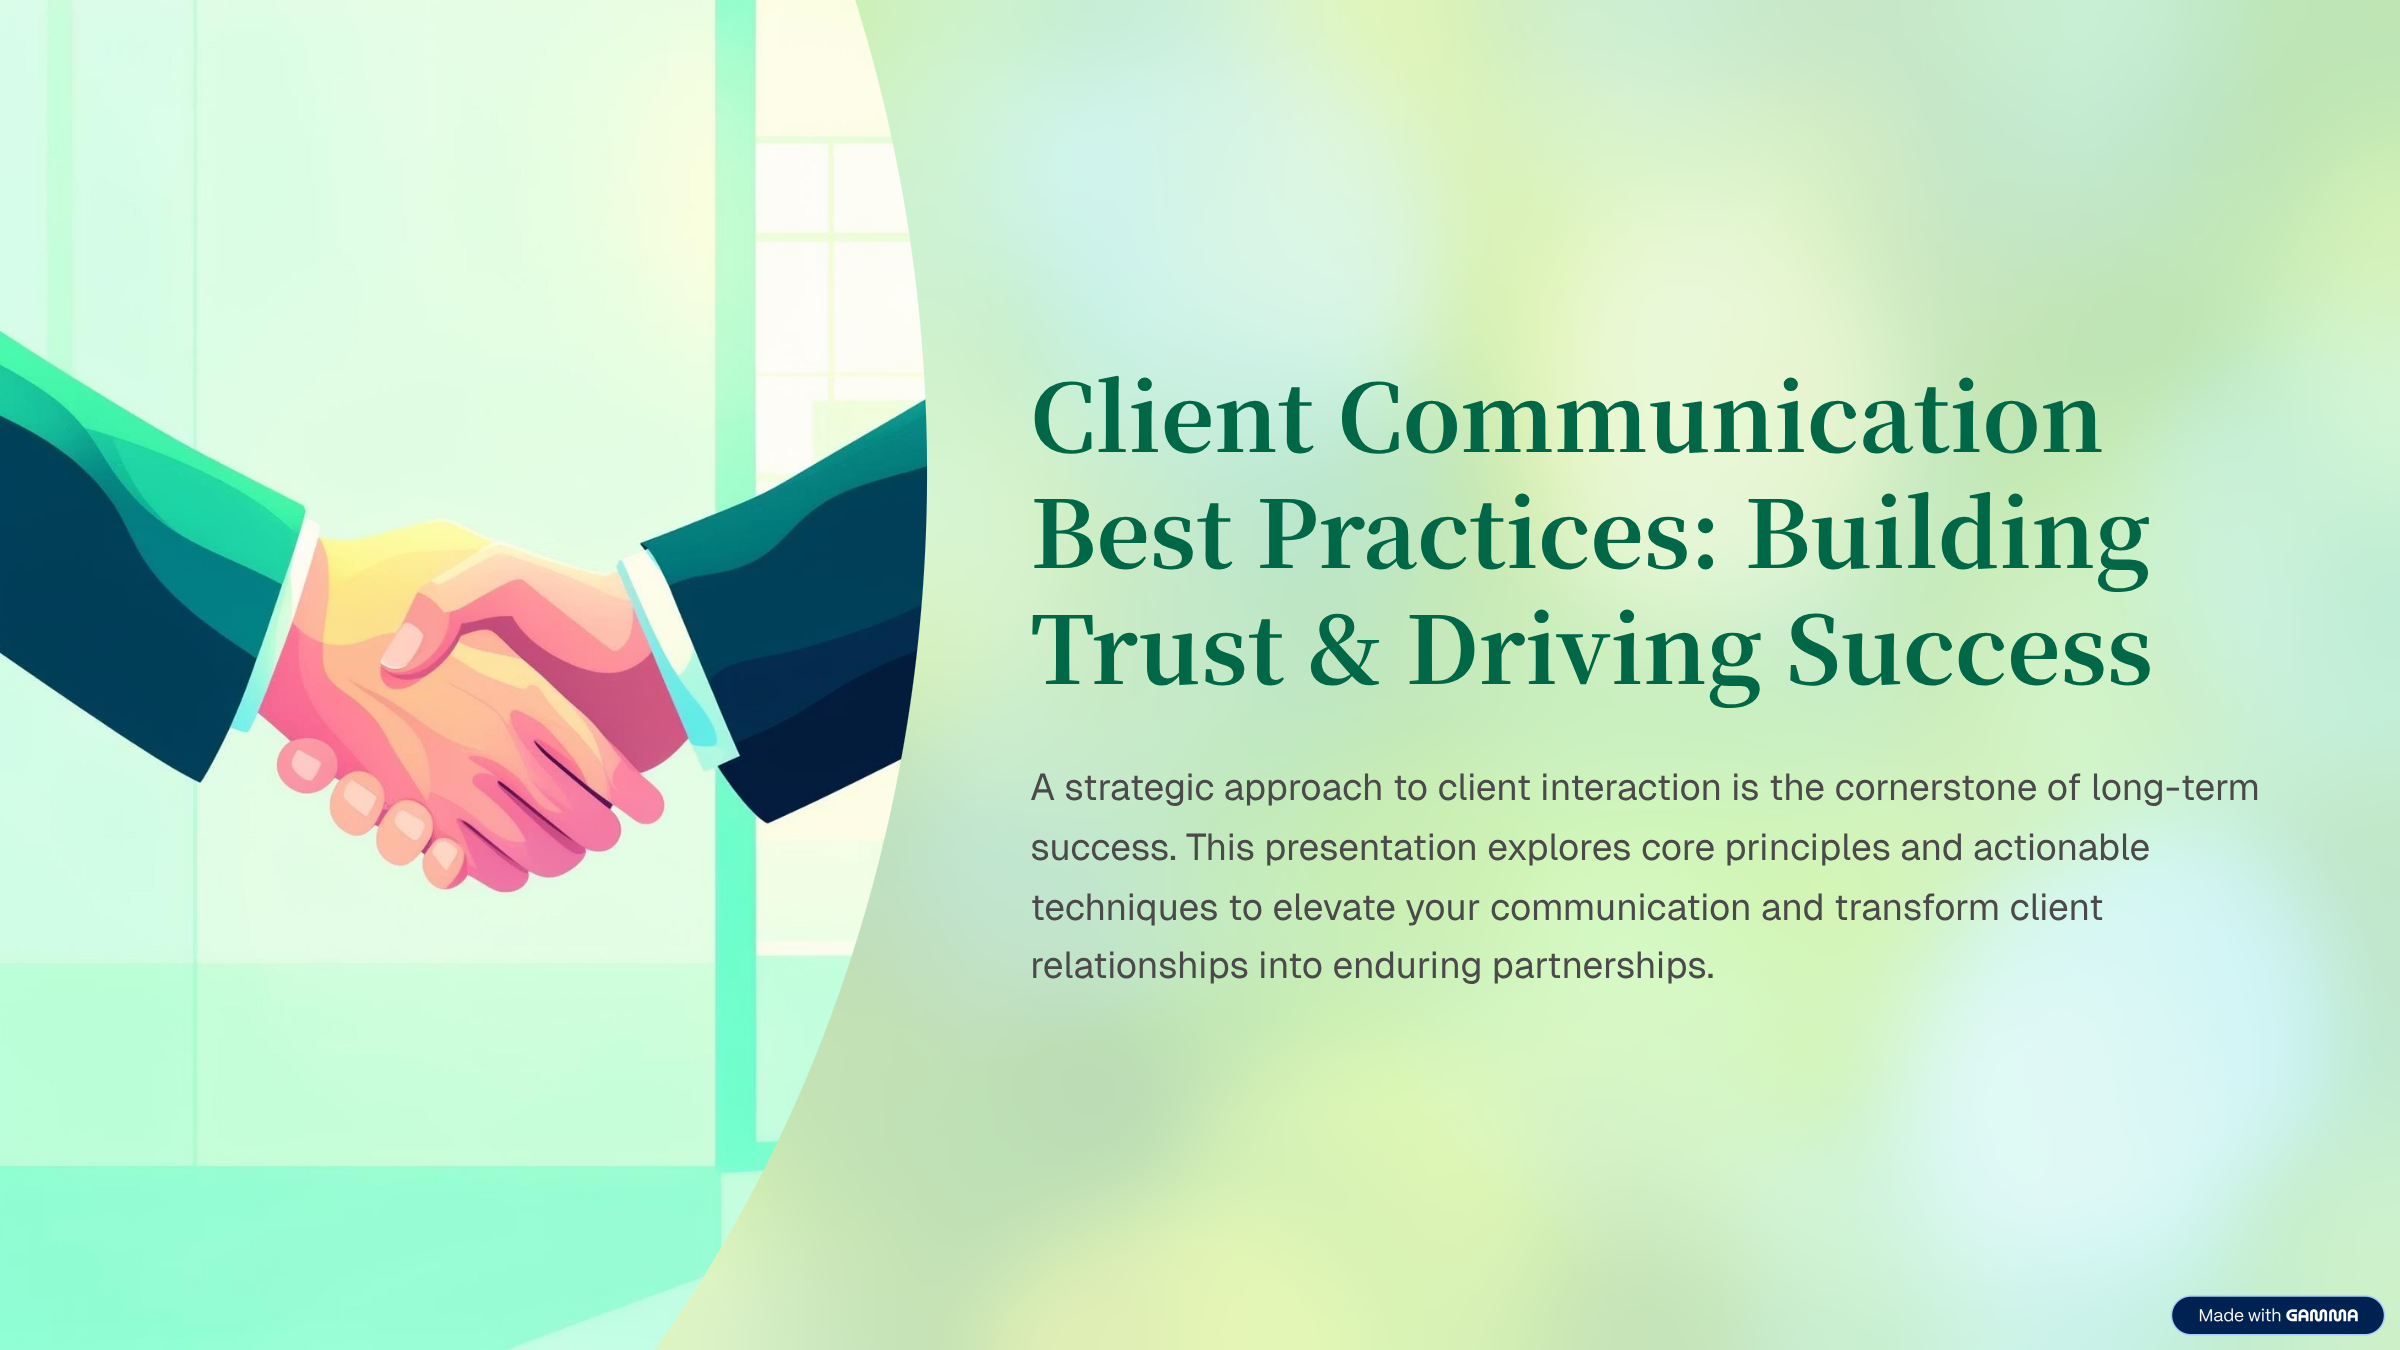 Client Communication
Best Practices: Building
Trust & Driving Success
A strategic approach to client interaction is the cornerstone of long-term
success. This presentation explores core principles and actionable
techniques to elevate your communication and transform client
relationships into enduring partnerships.
Made with GAMMA